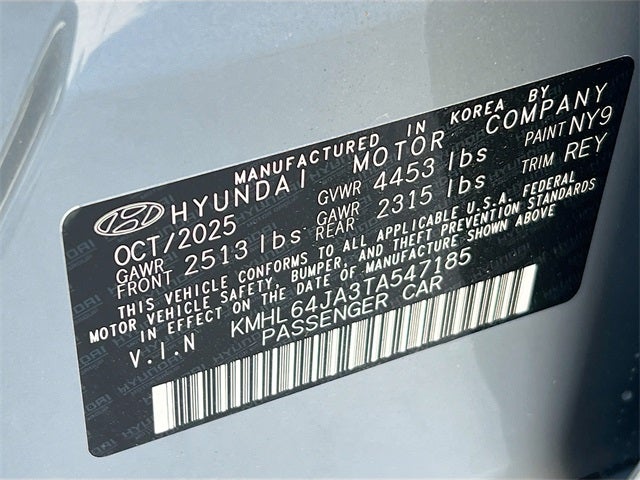 MANUFACTURED IN KOREA BY
HYUNDAI MOTOR COMPANY
OCT/2025 GVWR 4453 lbs PAINT NY9
GAWR FRONT 2513 lbs GAWR REAR 2315 lbs TRIM REY
THIS VEHICLE CONFORMS TO ALL APPLICABLE U.S.A. FEDERAL
MOTOR VEHICLE SAFETY, BUMPER, AND THEFT PREVENTION STANDARDS
IN EFFECT ON THE DATE OF MANUFACTURE SHOWN ABOVE
V.I.N KMHL64JA3TA547185
PASSENGER CAR